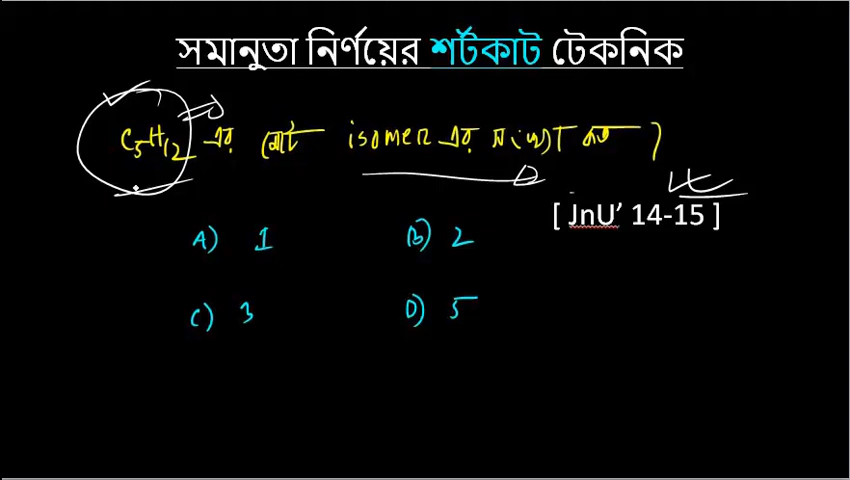 সমানুতা নির্ণয়ের শর্টকাট টেকনিক
C5H12 এর মোট isomer এর সংখ্যা কত ?
[ JnU’ 14-15 ]
A) 1 B) 2
C) 3 D) 5